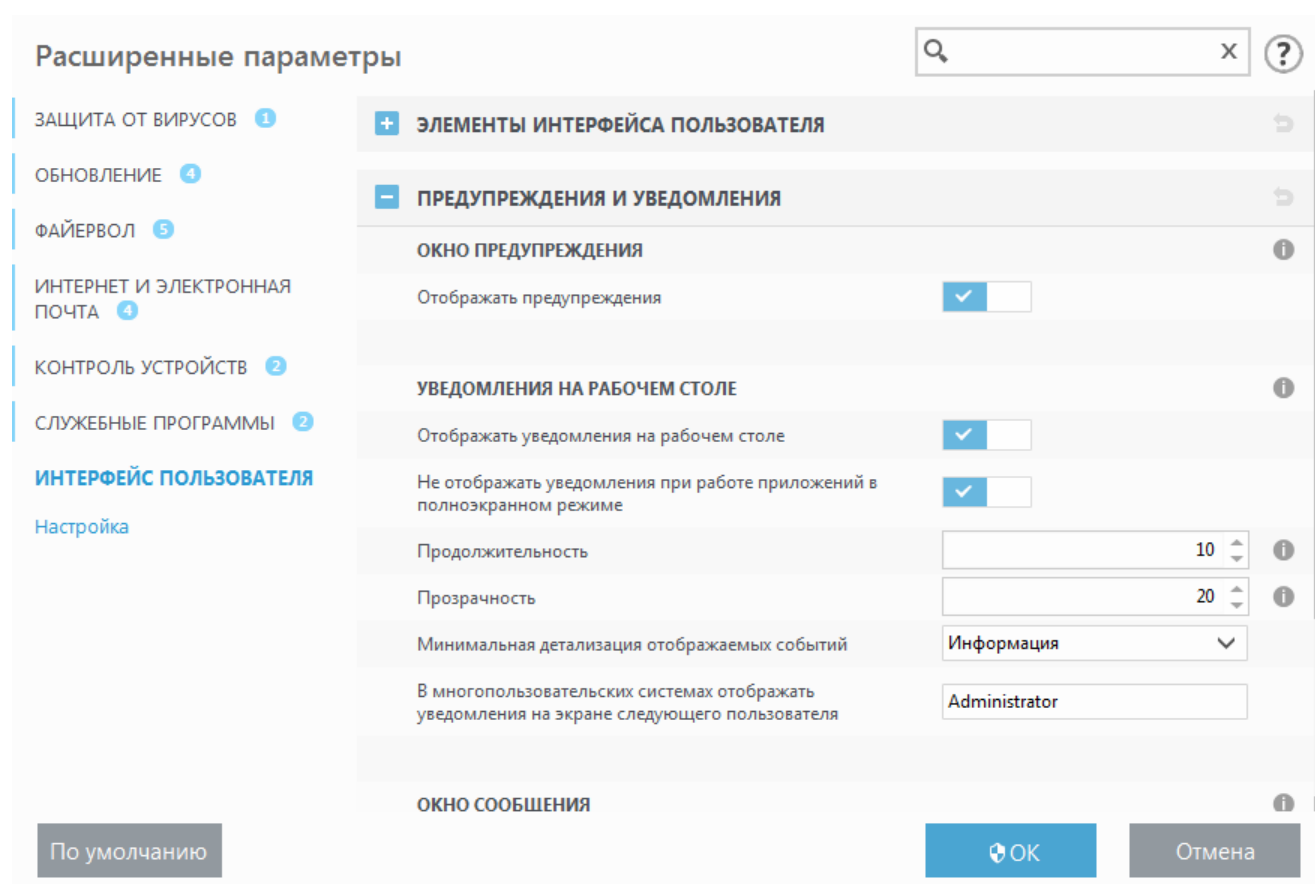 Расширенные параметры
X
?
ЗАЩИТА ОТ ВИРУСОВ 1
ОБНОВЛЕНИЕ 4
ФАЙЕРВОЛ 5
ИНТЕРНЕТ И ЭЛЕКТРОННАЯ
ПОЧТА 4
КОНТРОЛЬ УСТРОЙСТВ 2
СЛУЖЕБНЫЕ ПРОГРАММЫ 2
ИНТЕРФЕЙС ПОЛЬЗОВАТЕЛЯ
Настройка
ЭЛЕМЕНТЫ ИНТЕРФЕЙСА ПОЛЬЗОВАТЕЛЯ
ПРЕДУПРЕЖДЕНИЯ И УВЕДОМЛЕНИЯ
ОКНО ПРЕДУПРЕЖДЕНИЯ
Отображать предупреждения
УВЕДОМЛЕНИЯ НА РАБОЧЕМ СТОЛЕ
Отображать уведомления на рабочем столе
Не отображать уведомления при работе приложений в
полноэкранном режиме
Продолжительность 10
Прозрачность 20
Минимальная детализация отображаемых событий Информация
В многопользовательских системах отображать
уведомления на экране следующего пользователя
Administrator
ОКНО СООБЩЕНИЯ
По умолчанию
OK
Отмена